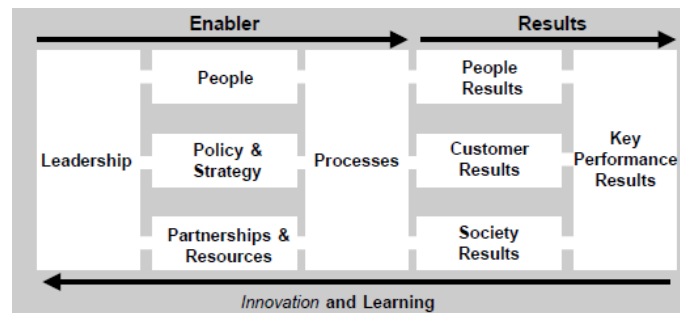 Enabler
Results
Leadership
People
Policy &
Strategy
Partnerships &
Resources
Processes
People
Results
Customer
Results
Society
Results
Key
Performance
Results
Innovation and Learning